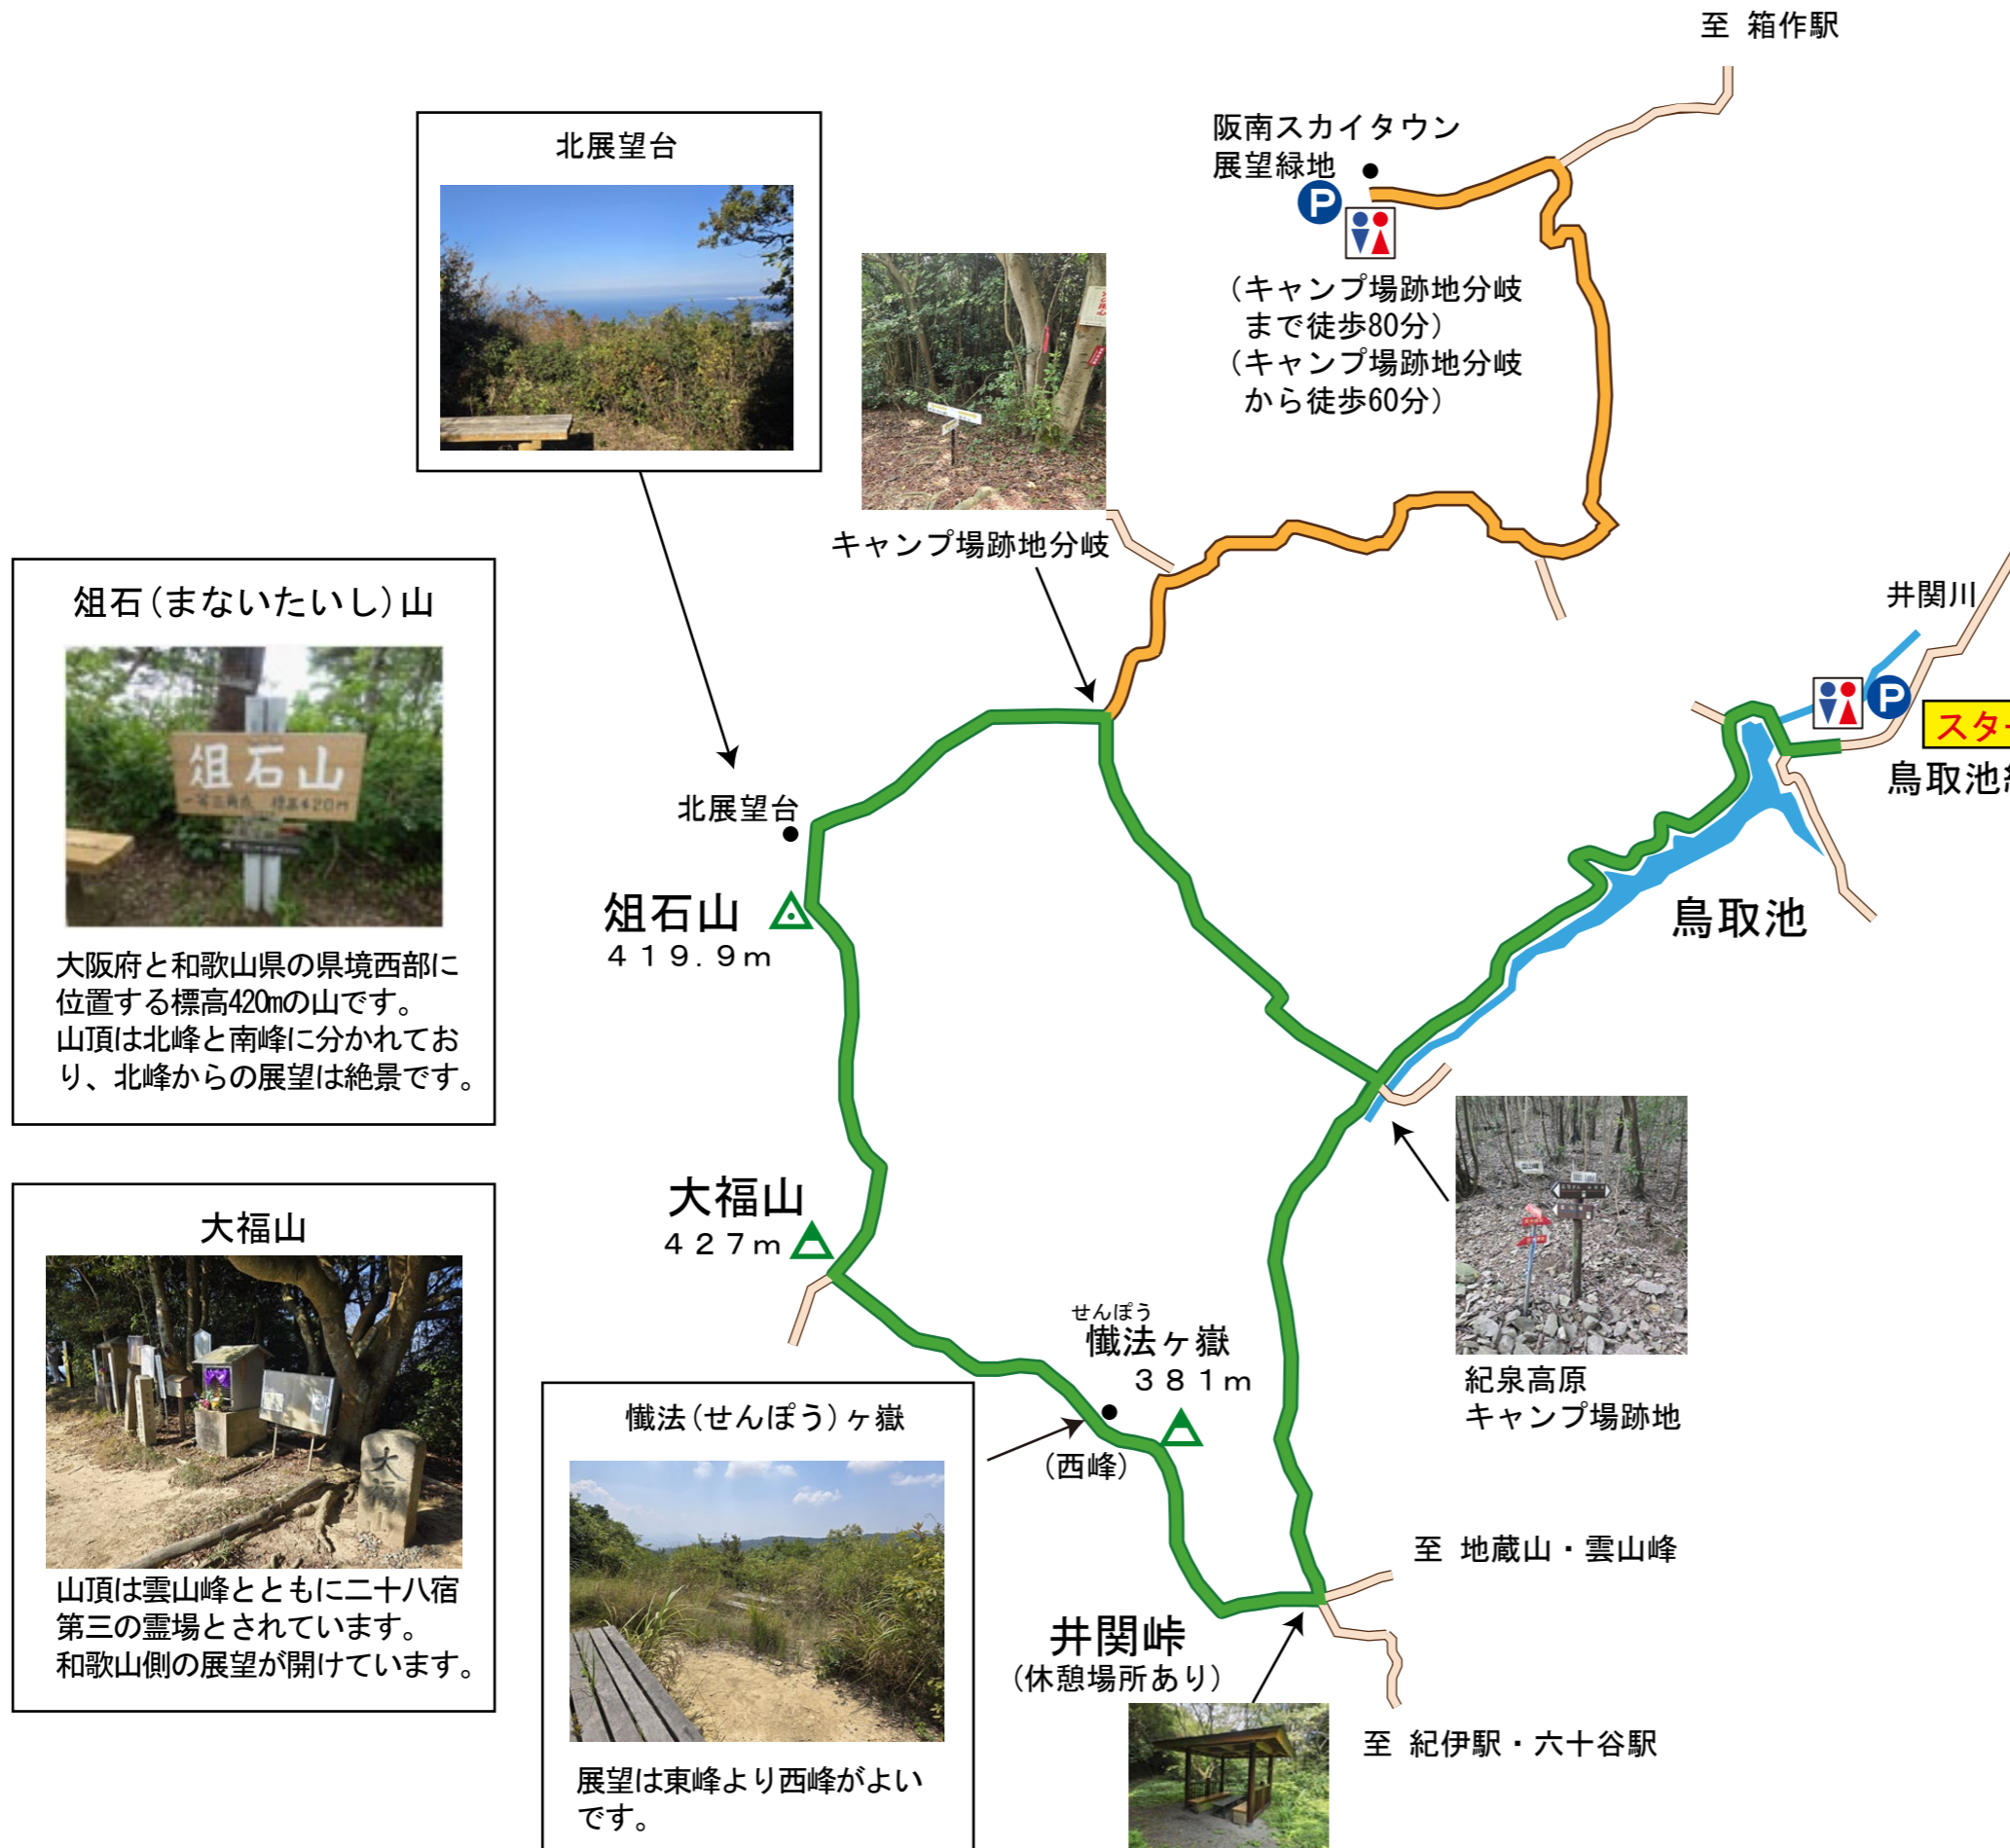 至 箱作駅
阪南スカイタウン
展望緑地
P
(キャンプ場跡地分岐
まで徒歩80分)
(キャンプ場跡地分岐
から徒歩60分)
北展望台
キャンプ場跡地分岐
俎石(まないたいし)山
俎石山
一等三角点 標高420m
大阪府と和歌山県の県境西部に
位置する標高420mの山です。
山頂は北峰と南峰に分かれてお
り、北峰からの展望は絶景です。
井関川
P
スター
鳥取池
鳥取池
北展望台
俎石山
419.9m
大福山
427m
大福山
大
山頂は雲山峰とともに二十八宿
第三の霊場とされています。
和歌山側の展望が開けています。
せんぽう
懺法ヶ嶽
381m
(西峰)
懺法(せんぽう)ヶ嶽
展望は東峰より西峰がよい
です。
紀泉高原
キャンプ場跡地
至 地蔵山・雲山峰
井関峠
(休憩場所あり)
至 紀伊駅・六十谷駅